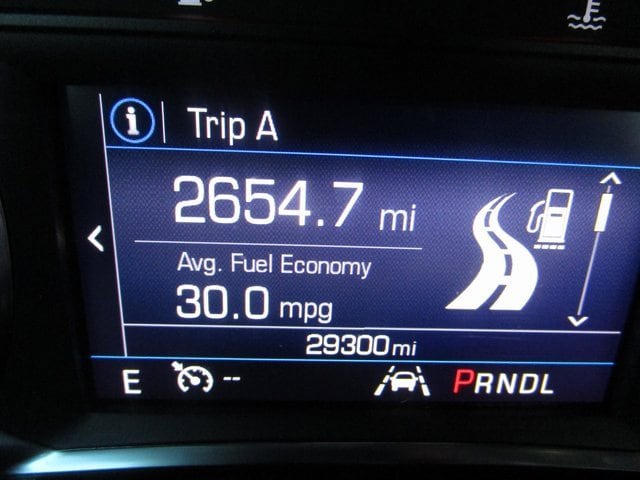 i Trip A
2654.7 mi
Avg. Fuel Economy
30.0 mpg
29300 mi
E -- PRNDL